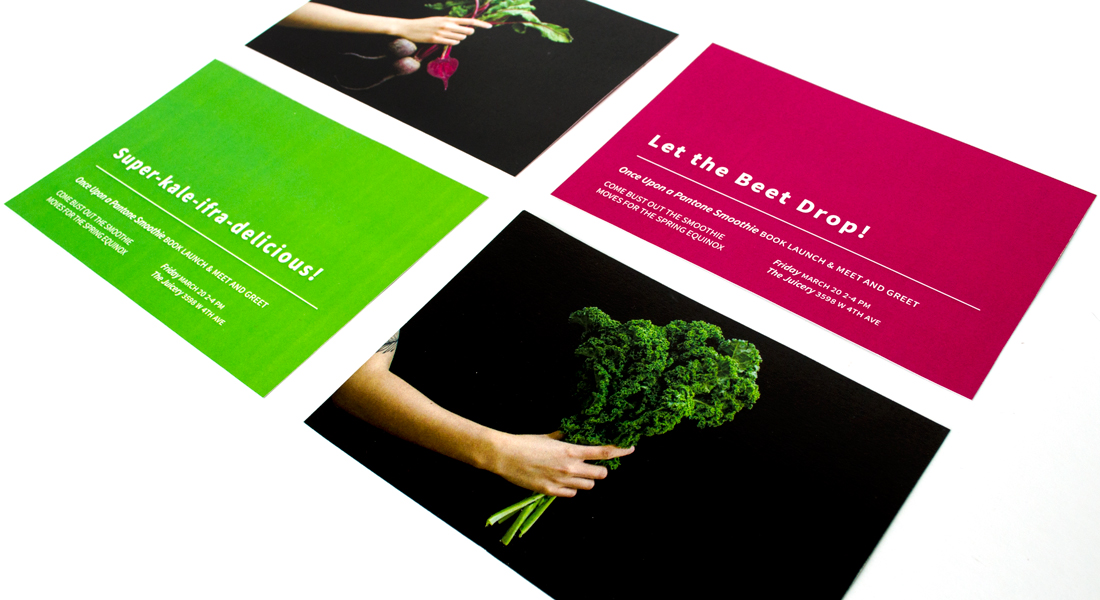 Super-kale-ifra-delicious!
Once Upon a Pantone Smoothie BOOK LAUNCH & MEET AND GREET
COME BUST OUT THE SMOOTHIE
MOVES FOR THE SPRING EQUINOX
Friday MARCH 20 2-4 PM
The Juicery 3598 W 4TH AVE
Let the Beet Drop!
Once Upon a Pantone Smoothie BOOK LAUNCH & MEET AND GREET
COME BUST OUT THE SMOOTHIE
MOVES FOR THE SPRING EQUINOX
Friday MARCH 20 2-4 PM
The Juicery 3598 W 4TH AVE